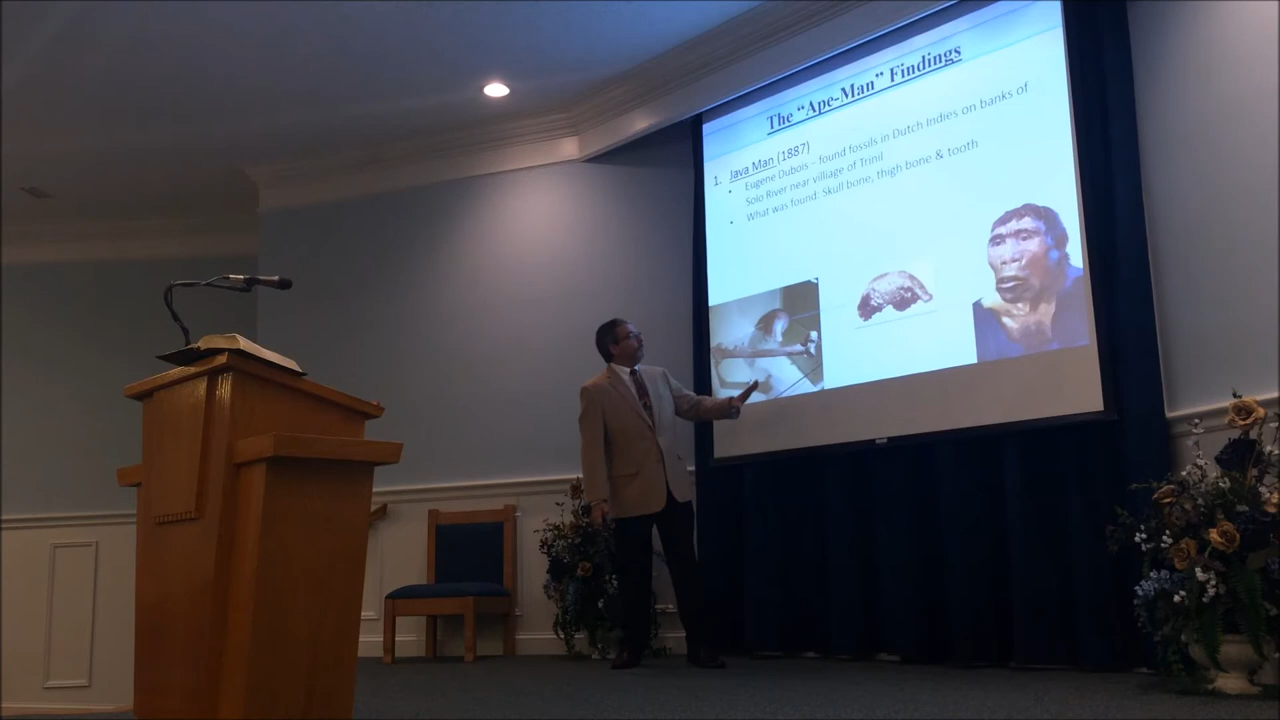 The “Ape-Man” Findings
1. Java Man (1887)
• Eugene Dubois – found fossils in Dutch Indies on banks of
Solo River near village of Trinil
• What was found: Skull bone, thigh bone & tooth